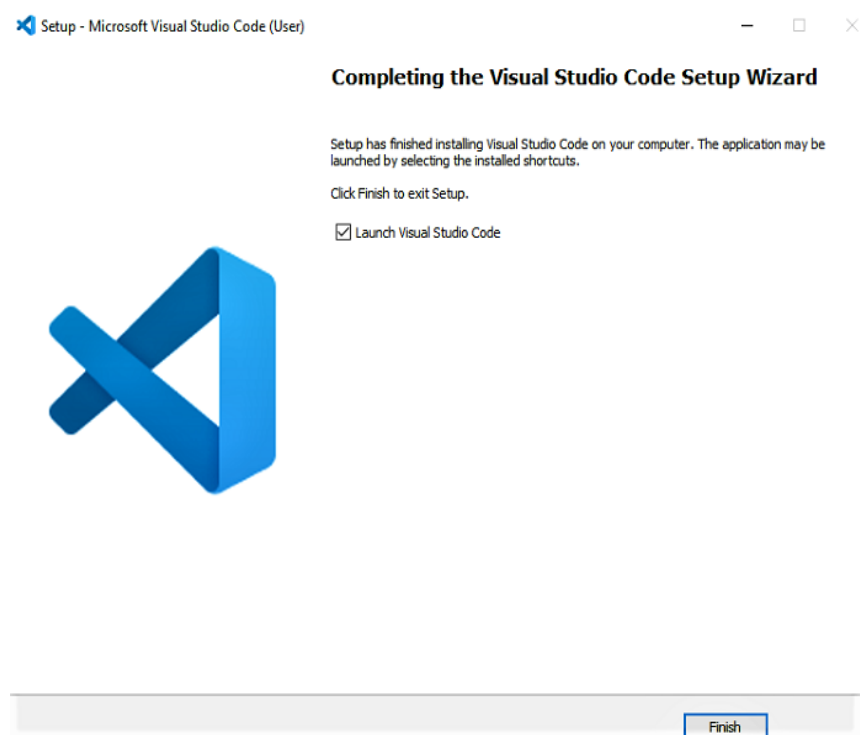 Setup - Microsoft Visual Studio Code (User)
Completing the Visual Studio Code Setup Wizard
Setup has finished installing Visual Studio Code on your computer. The application may be
launched by selecting the installed shortcuts.
Click Finish to exit Setup.
Launch Visual Studio Code
Finish